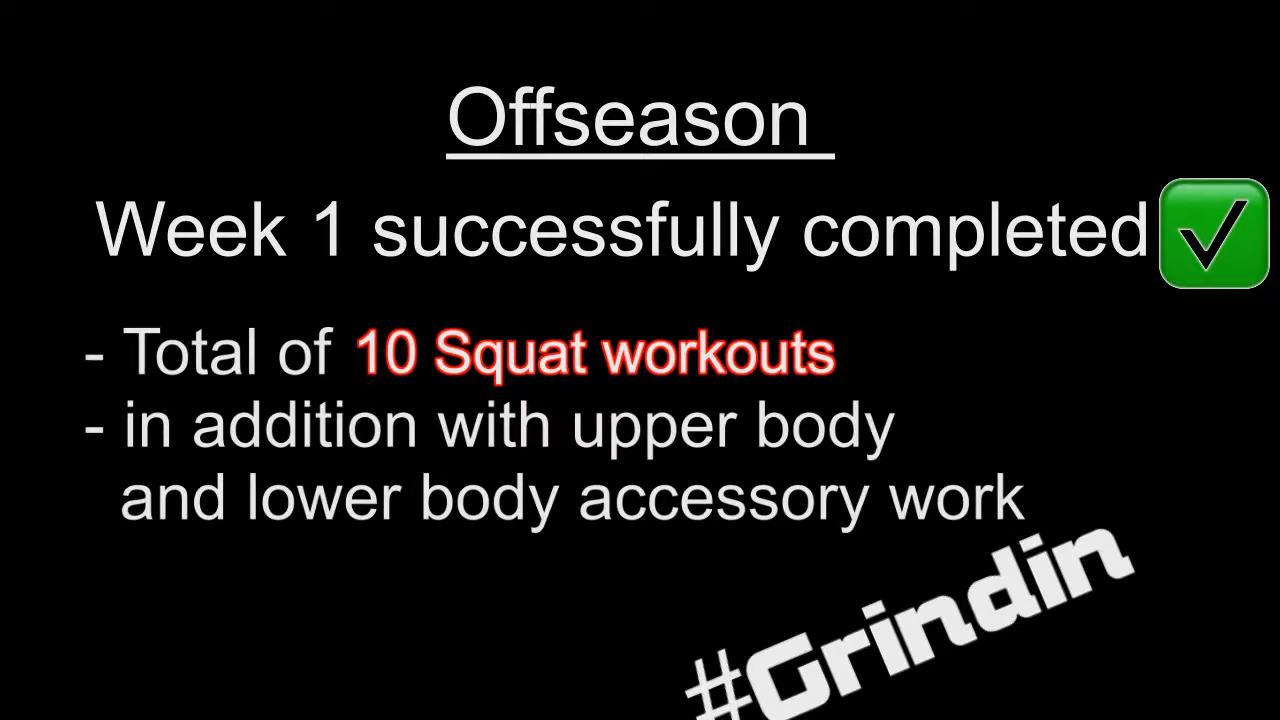 Offseason
Week 1 successfully completed
- Total of 10 Squat workouts
- in addition with upper body
and lower body accessory work
#Grindin